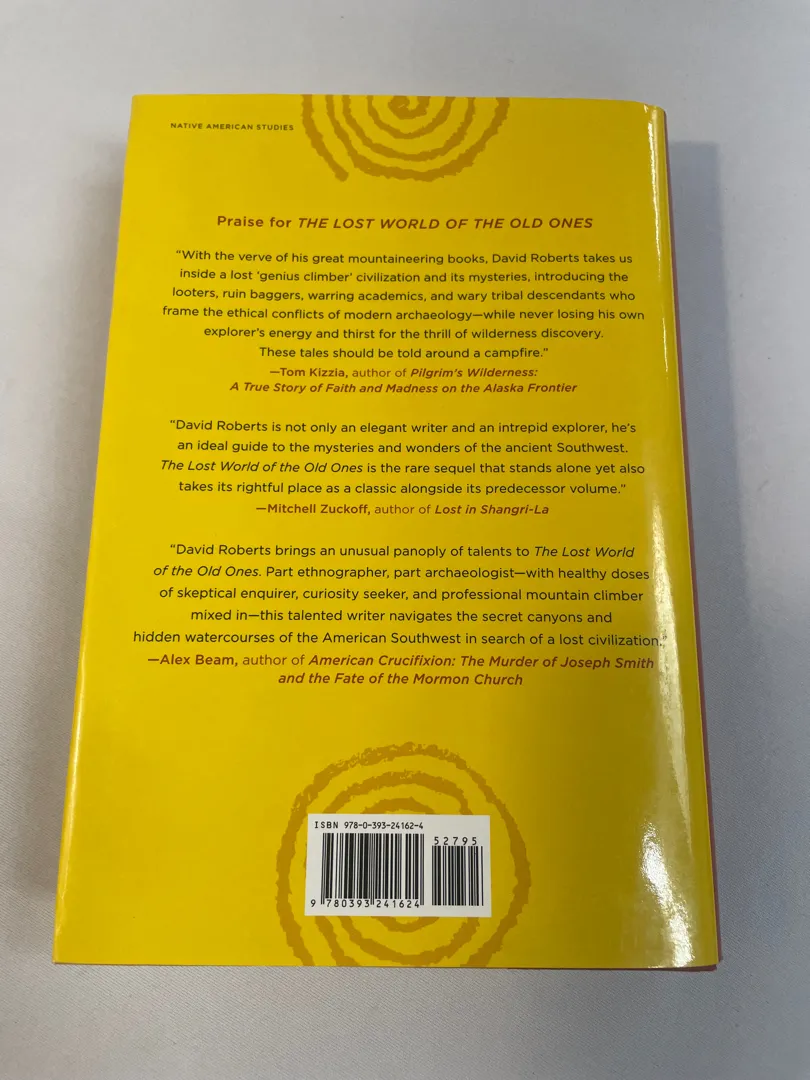 NATIVE AMERICAN STUDIES
Praise for THE LOST WORLD OF THE OLD ONES
“With the verve of his great mountaineering books, David Roberts takes us
inside a lost ‘genius climber’ civilization and its mysteries, introducing the
looters, ruin baggers, warring academics, and wary tribal descendants who
frame the ethical conflicts of modern archaeology—while never losing his own
explorer’s energy and thirst for the thrill of wilderness discovery.
These tales should be told around a campfire.”
—Tom Kizzia, author of Pilgrim’s Wilderness:
A True Story of Faith and Madness on the Alaska Frontier
“David Roberts is not only an elegant writer and an intrepid explorer, he’s
an ideal guide to the mysteries and wonders of the ancient Southwest.
The Lost World of the Old Ones is the rare sequel that stands alone yet also
takes its rightful place as a classic alongside its predecessor volume.”
—Mitchell Zuckoff, author of Lost in Shangri-La
“David Roberts brings an unusual panoply of talents to The Lost World
of the Old Ones. Part ethnographer, part archaeologist—with healthy doses
of skeptical enquirer, curiosity seeker, and professional mountain climber
mixed in—this talented writer navigates the secret canyons and
hidden watercourses of the American Southwest in search of a lost civilization.”
—Alex Beam, author of American Crucifixion: The Murder of Joseph Smith
and the Fate of the Mormon Church
ISBN 978-0-393-24162-4
52795
9 780393 241624